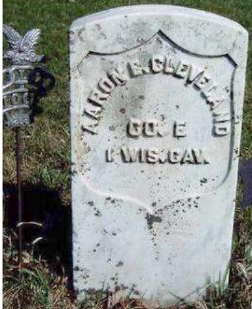 AARON B. CLEVELAND
CO. E
1 WIS. CAV.